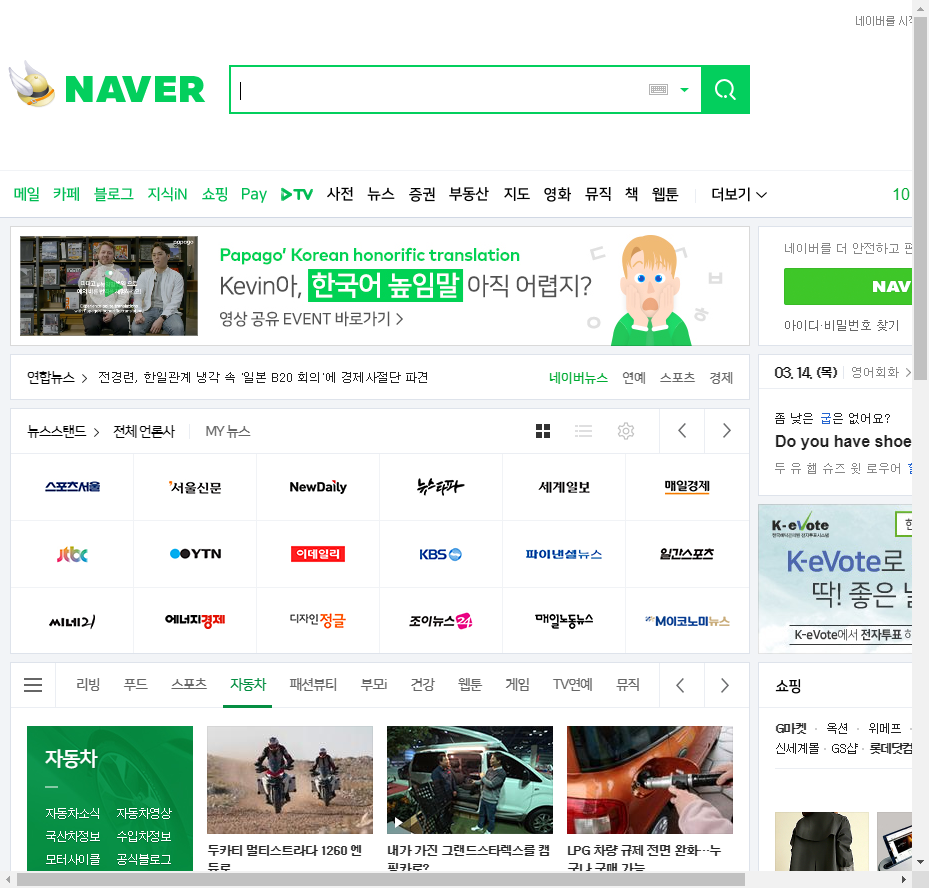 네이버를 시작
NAVER
메일 카페 블로그 지식iN 쇼핑 Pay TV 사전 뉴스 증권 부동산 지도 영화 뮤직 책 웹툰 더보기
10
papago
Papago' Korean honorific translation
Kevin아, 한국어 높임말 아직 어렵지?
영상 공유 EVENT 바로가기 >
ㄷ ㄱ ㅂ ㅇ ㅎ
네이버를 더 안전하고
NAV
아이디·비밀번호 찾기
연합뉴스 > 전경련, 한일관계 냉각 속 '일본 B20 회의'에 경제사절단 파견
네이버뉴스 연예 스포츠 경제
03. 14. (목) 영어회화 >
좀 낮은 굽은 없어요?
Do you have shoe
두 유 햅 슈즈 윗 로우어
뉴스스탠드 > 전체 언론사 MY 뉴스
스포츠서울 서울신문 NewDaily 뉴스타파 세계일보 매일경제
jtbc YTN 이데일리 KBS 파이낸셜뉴스 일간스포츠
씨네21 에너지경제 디자인정글 조이뉴스24 매일노동뉴스 M이코노미뉴스
K-eVote
한국예탁결제원 전자투표시스템
K-eVote로
딱! 좋은
K-eVote에서 전자투표 하
리빙 푸드 스포츠 자동차 패션뷰티 부모i 건강 웹툰 게임 TV연예 뮤직
쇼핑
G마켓 · 옥션 · 위메프 ·
신세계몰 · GS샵 · 롯데닷컴
자동차
자동차소식 자동차영상
국산차정보 수입차정보
모터사이클 공식블로그
두카티 멀티스트라다 1260 엔
듀로
내가 가진 그랜드스타렉스를 캠
핑카로?
LPG 차량 규제 전면 완화…누
구나 구매 가능